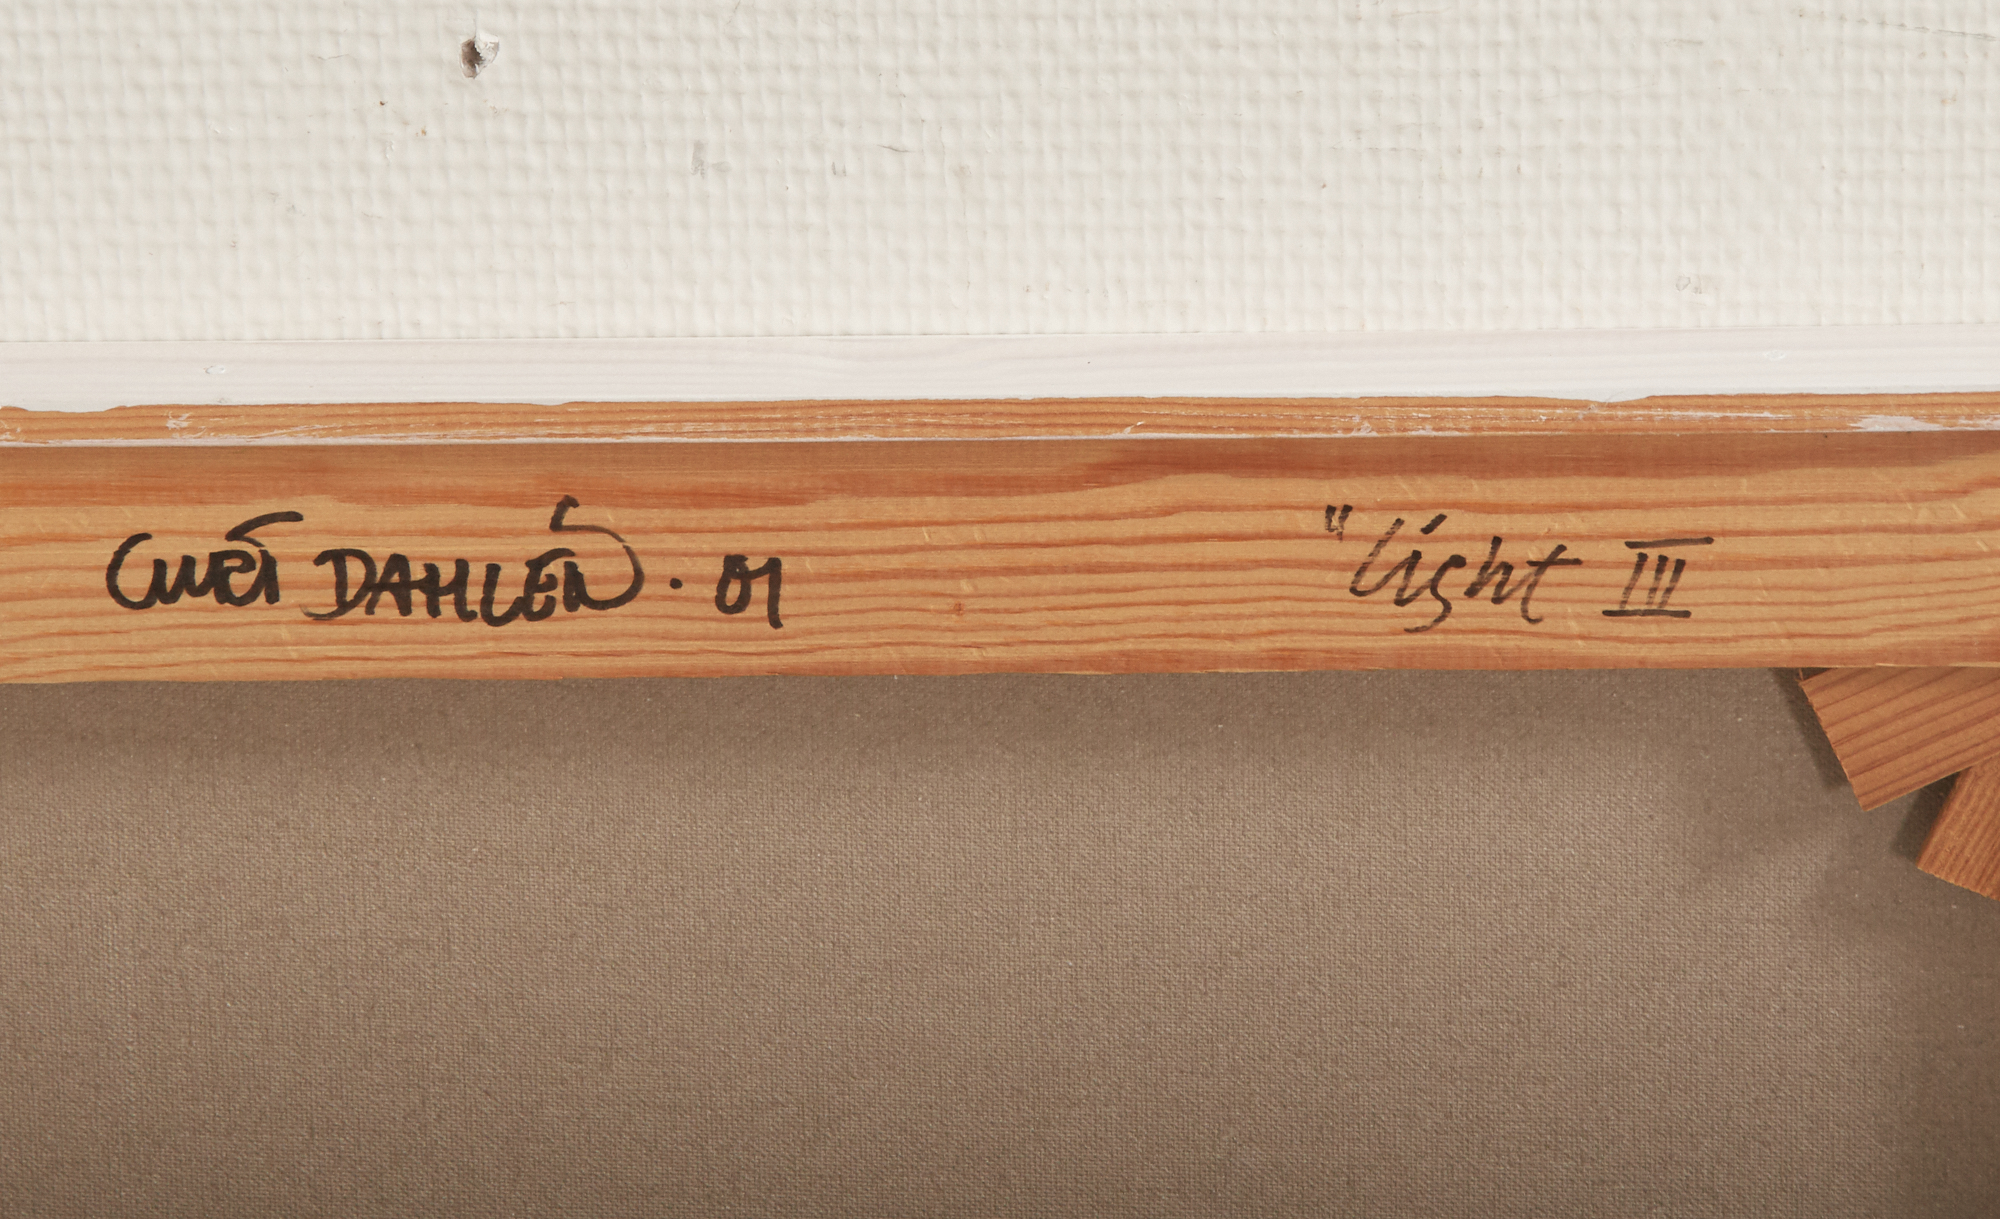 CURT DAHLÉN · 01 "Light III